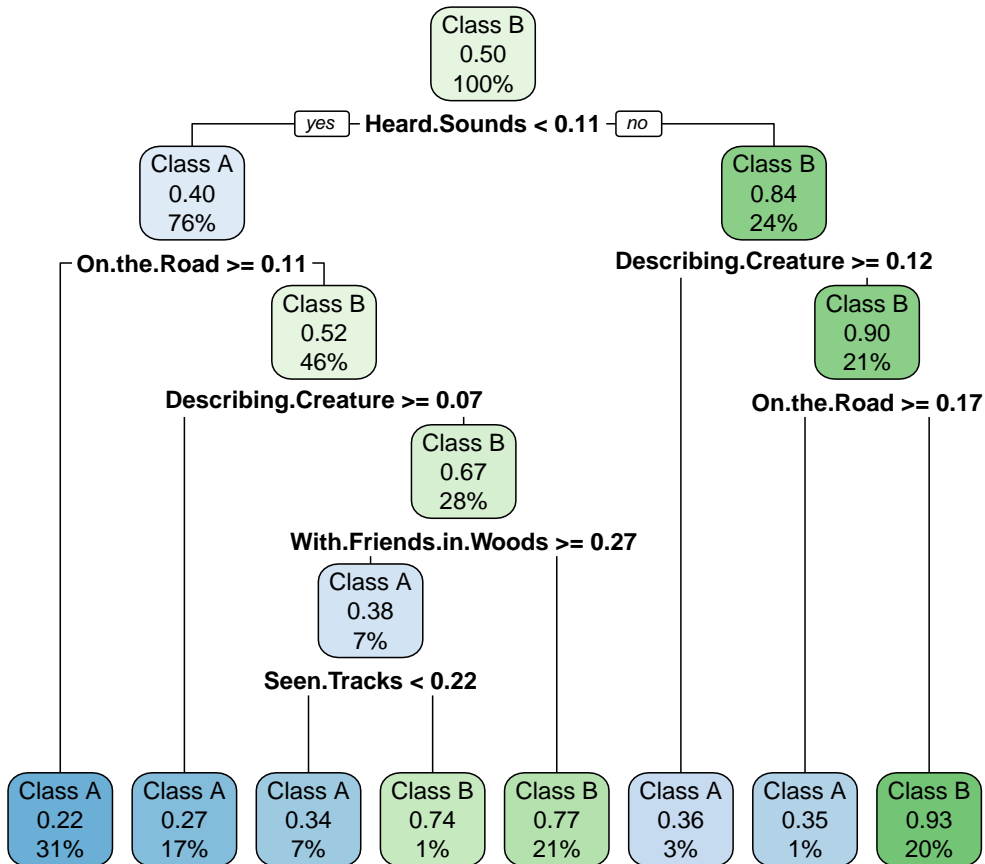 Class B
0.50
100%
yes Heard.Sounds < 0.11 no
Class A
0.40
76%
Class B
0.84
24%
On.the.Road >= 0.11
Describing.Creature >= 0.12
Class B
0.52
46%
Class B
0.90
21%
Describing.Creature >= 0.07
On.the.Road >= 0.17
Class B
0.67
28%
With.Friends.in.Woods >= 0.27
Class A
0.38
7%
Seen.Tracks < 0.22
Class A
0.22
31%
Class A
0.27
17%
Class A
0.34
7%
Class B
0.74
1%
Class B
0.77
21%
Class A
0.36
3%
Class A
0.35
1%
Class B
0.93
20%